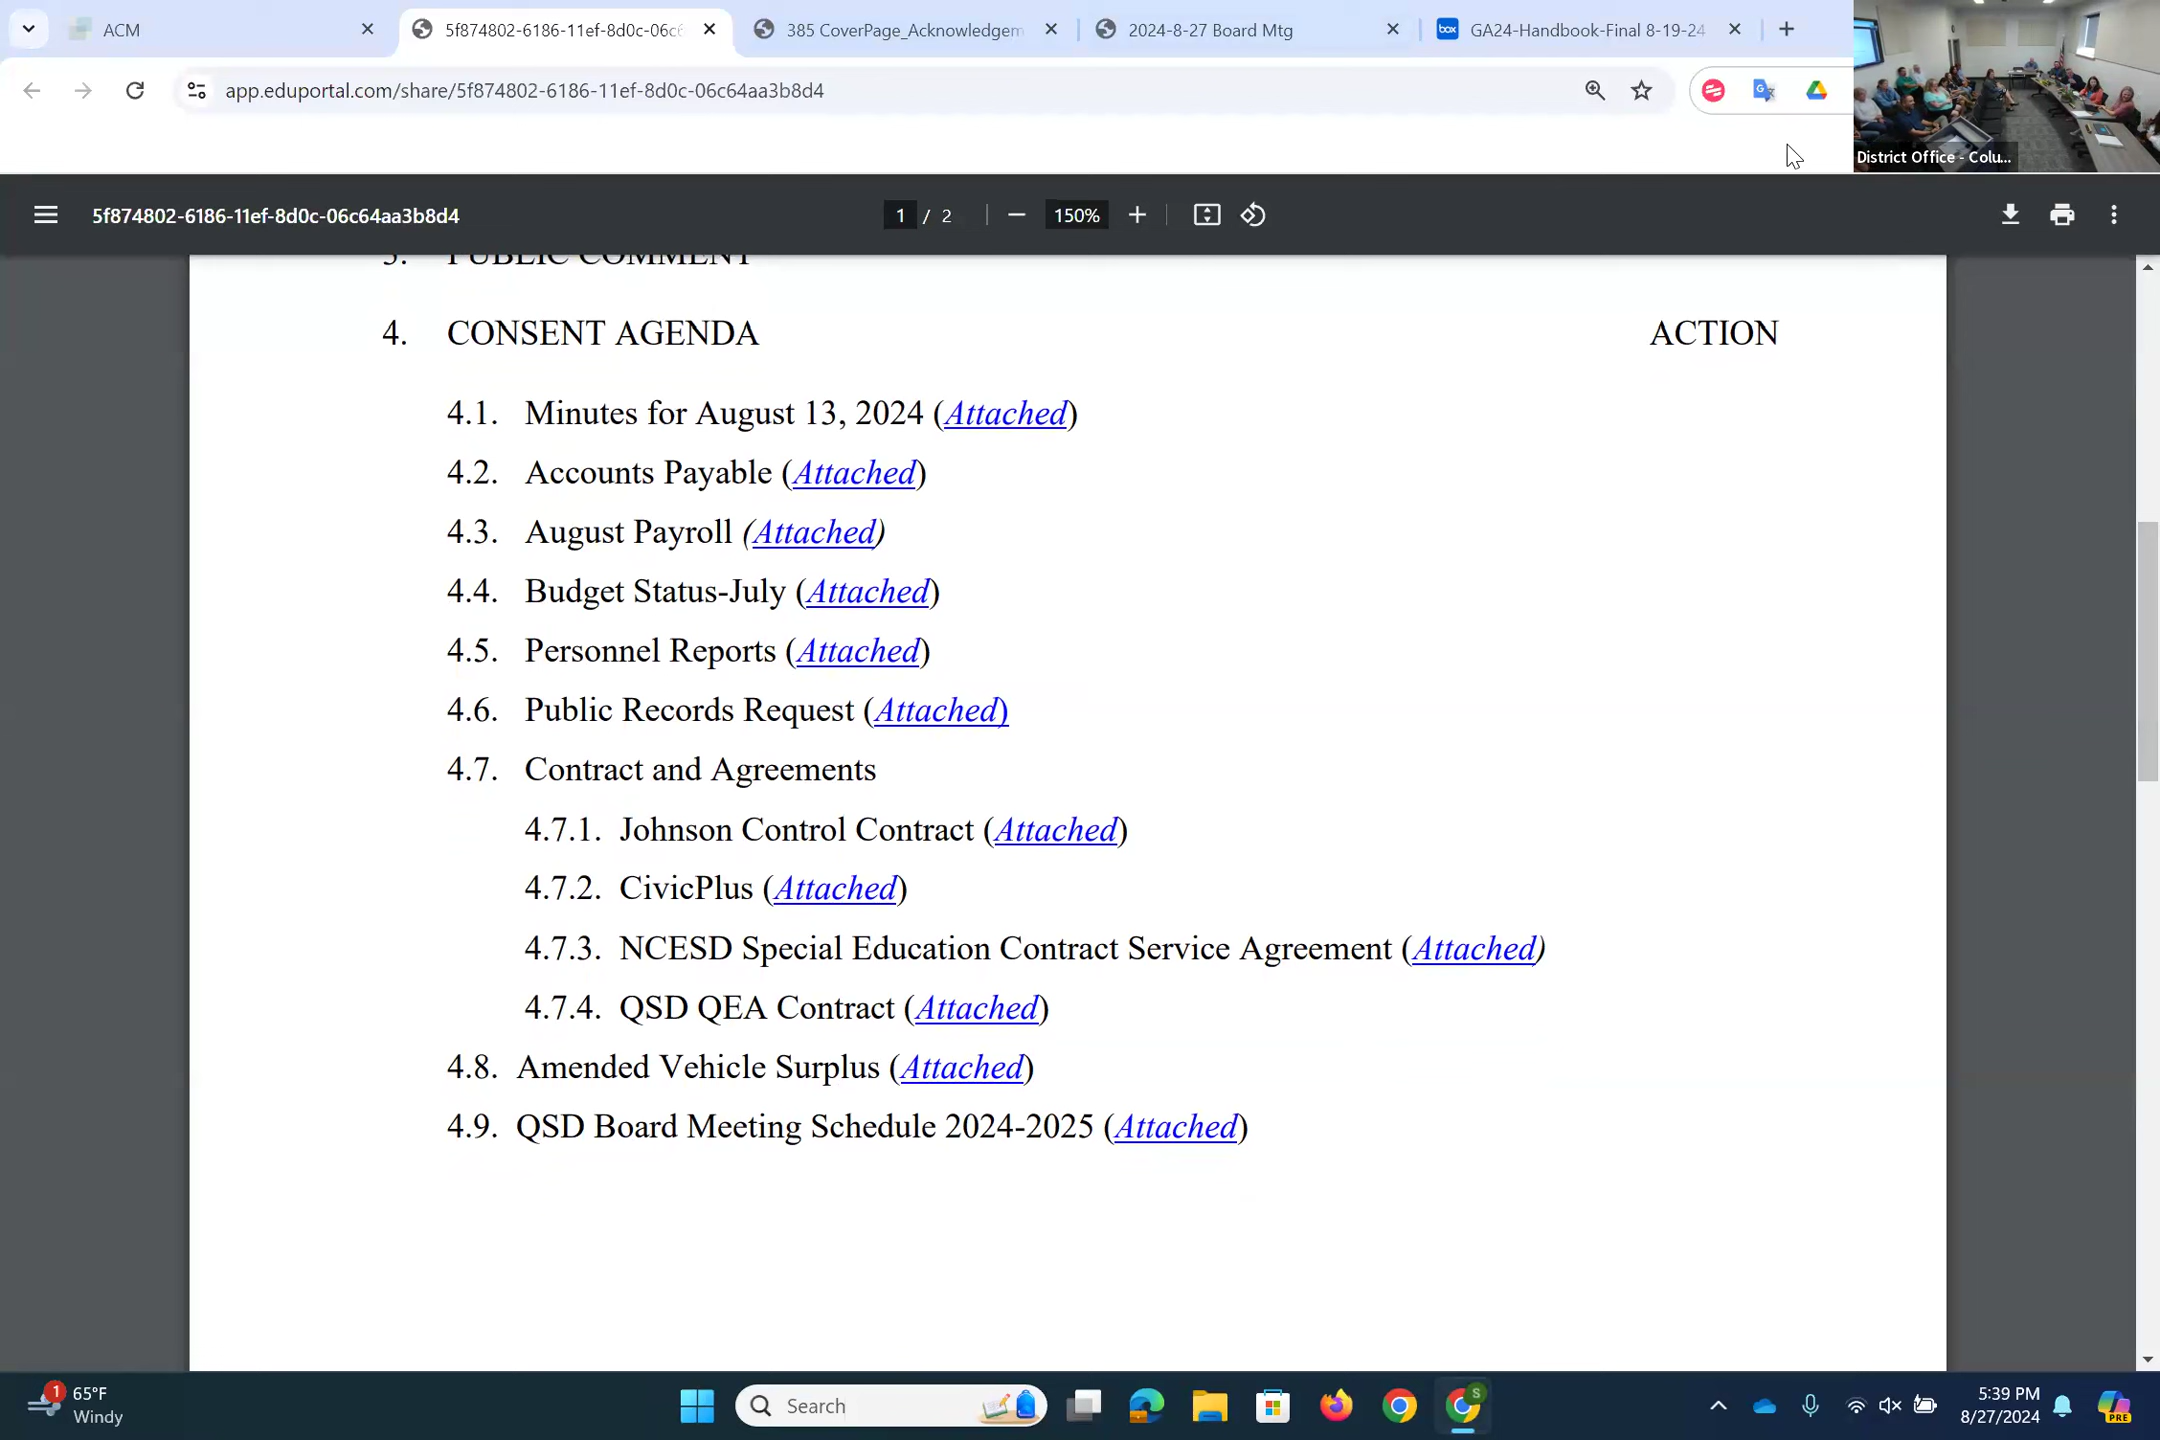 ACM
5f874802-6186-11ef-8d0c-06c6
385 CoverPage_Acknowledgem
2024-8-27 Board Mtg
box
GA24-Handbook-Final 8-19-24
app.eduportal.com/share/5f874802-6186-11ef-8d0c-06c64aa3b8d4
District Office - Colu...
5f874802-6186-11ef-8d0c-06c64aa3b8d4
1 / 2
150%
3. PUBLIC COMMENT
4. CONSENT AGENDA ACTION
4.1. Minutes for August 13, 2024 (Attached)
4.2. Accounts Payable (Attached)
4.3. August Payroll (Attached)
4.4. Budget Status-July (Attached)
4.5. Personnel Reports (Attached)
4.6. Public Records Request (Attached)
4.7. Contract and Agreements
4.7.1. Johnson Control Contract (Attached)
4.7.2. CivicPlus (Attached)
4.7.3. NCESD Special Education Contract Service Agreement (Attached)
4.7.4. QSD QEA Contract (Attached)
4.8. Amended Vehicle Surplus (Attached)
4.9. QSD Board Meeting Schedule 2024-2025 (Attached)
1
65°F
Windy
Search
S
5:39 PM
8/27/2024
PRE